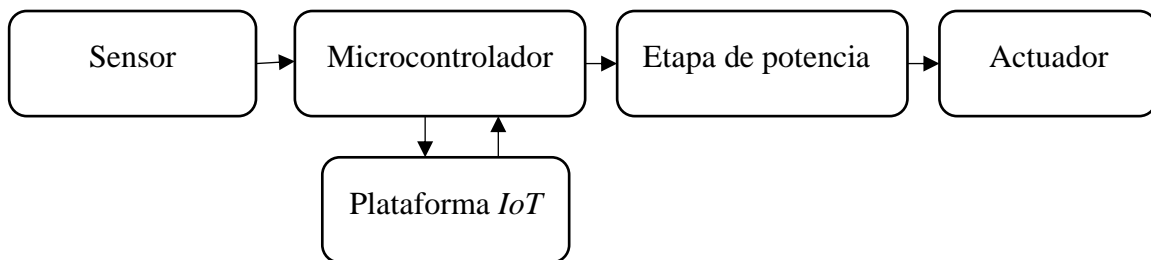 Sensor
Microcontrolador
Etapa de potencia
Actuador
Plataforma IoT